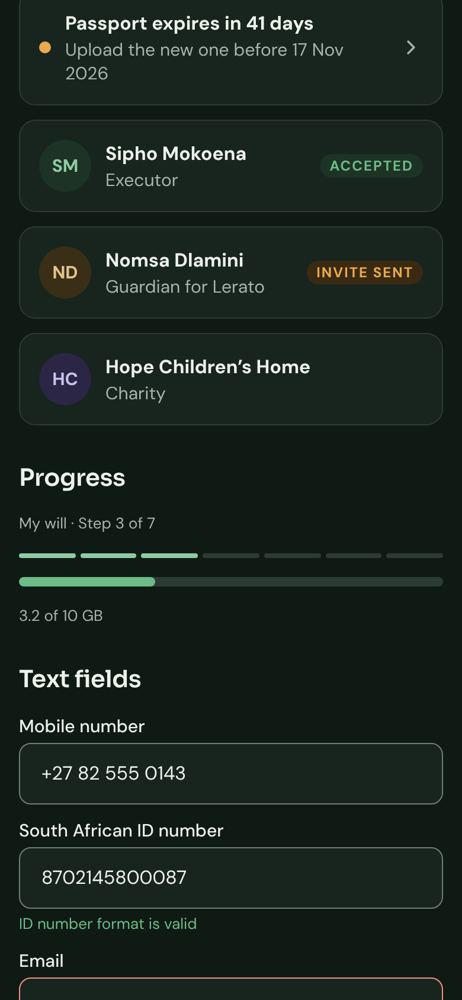 Passport expires in 41 days
Upload the new one before 17 Nov
2026
SM
Sipho Mokoena
Executor
ACCEPTED
ND
Nomsa Dlamini
Guardian for Lerato
INVITE SENT
HC
Hope Children’s Home
Charity
Progress
My will · Step 3 of 7
3.2 of 10 GB
Text fields
Mobile number
+27 82 555 0143
South African ID number
8702145800087
ID number format is valid
Email